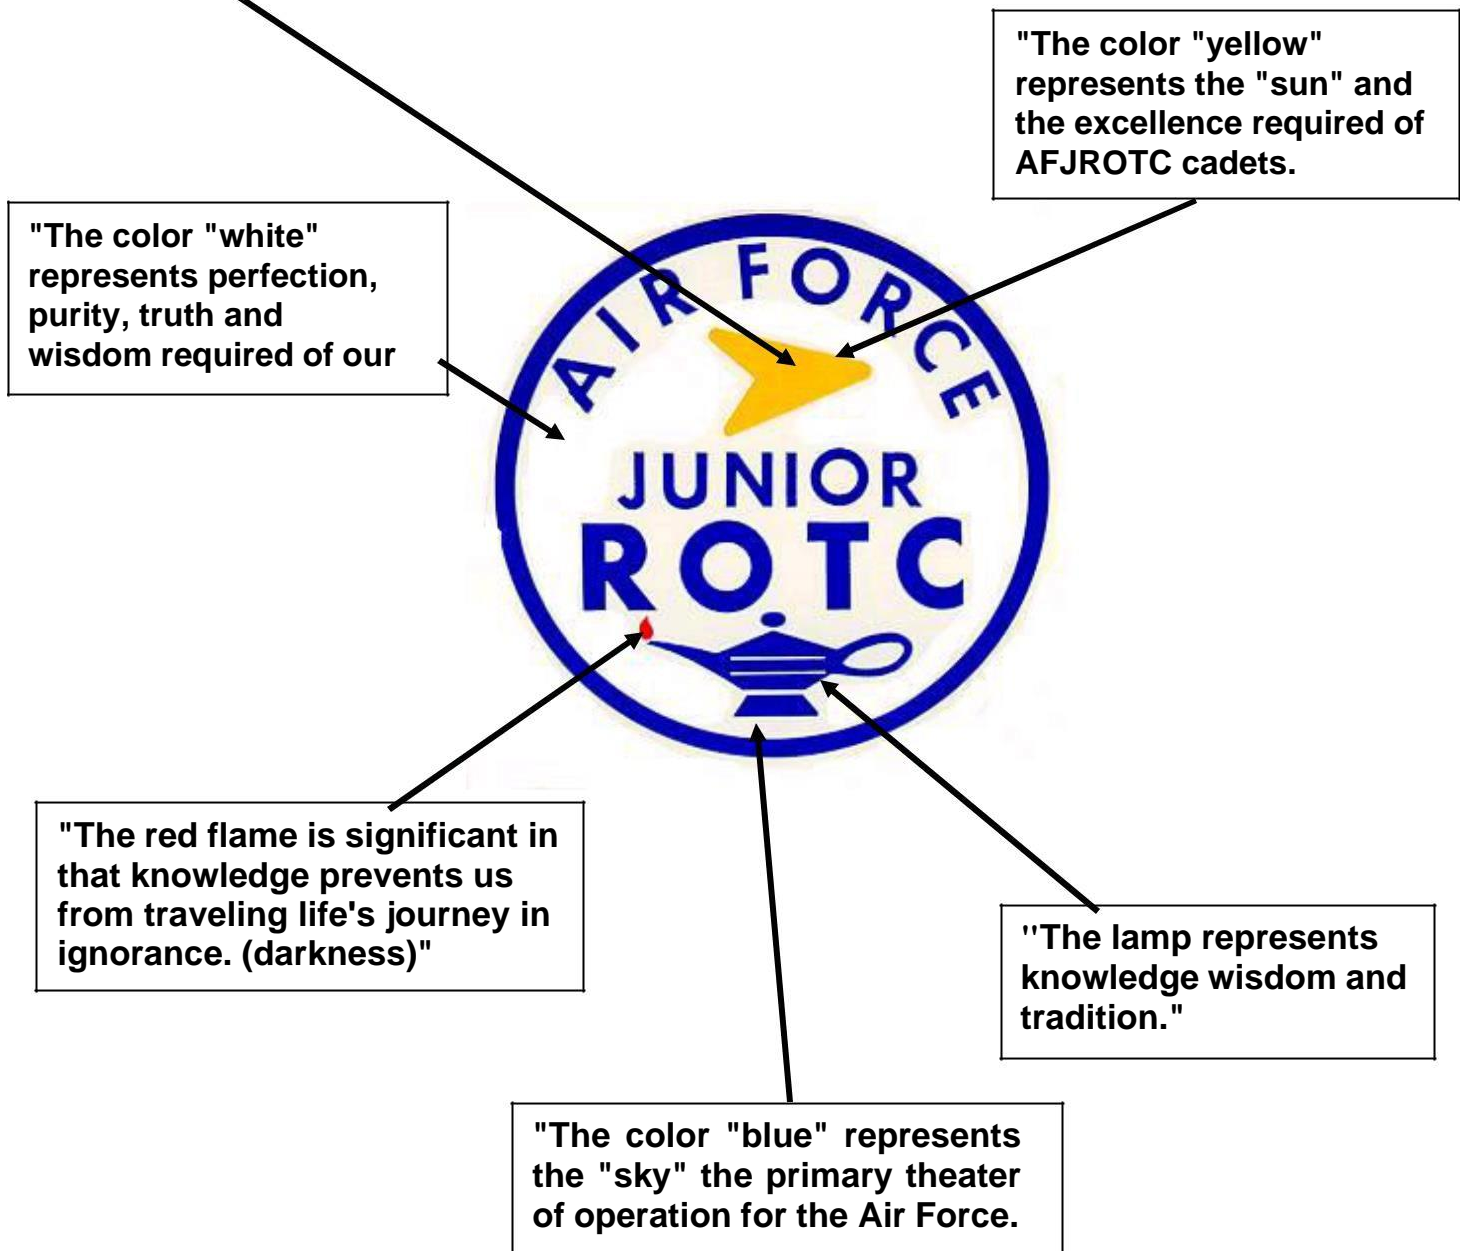 "The color "yellow"
represents the "sun" and
the excellence required of
AFJROTC cadets.
"The color "white"
represents perfection,
purity, truth and
wisdom required of our
AIR FORCE
JUNIOR
ROTC
"The red flame is significant in
that knowledge prevents us
from traveling life's journey in
ignorance. (darkness)"
"The lamp represents
knowledge wisdom and
tradition."
"The color "blue" represents
the "sky" the primary theater
of operation for the Air Force.